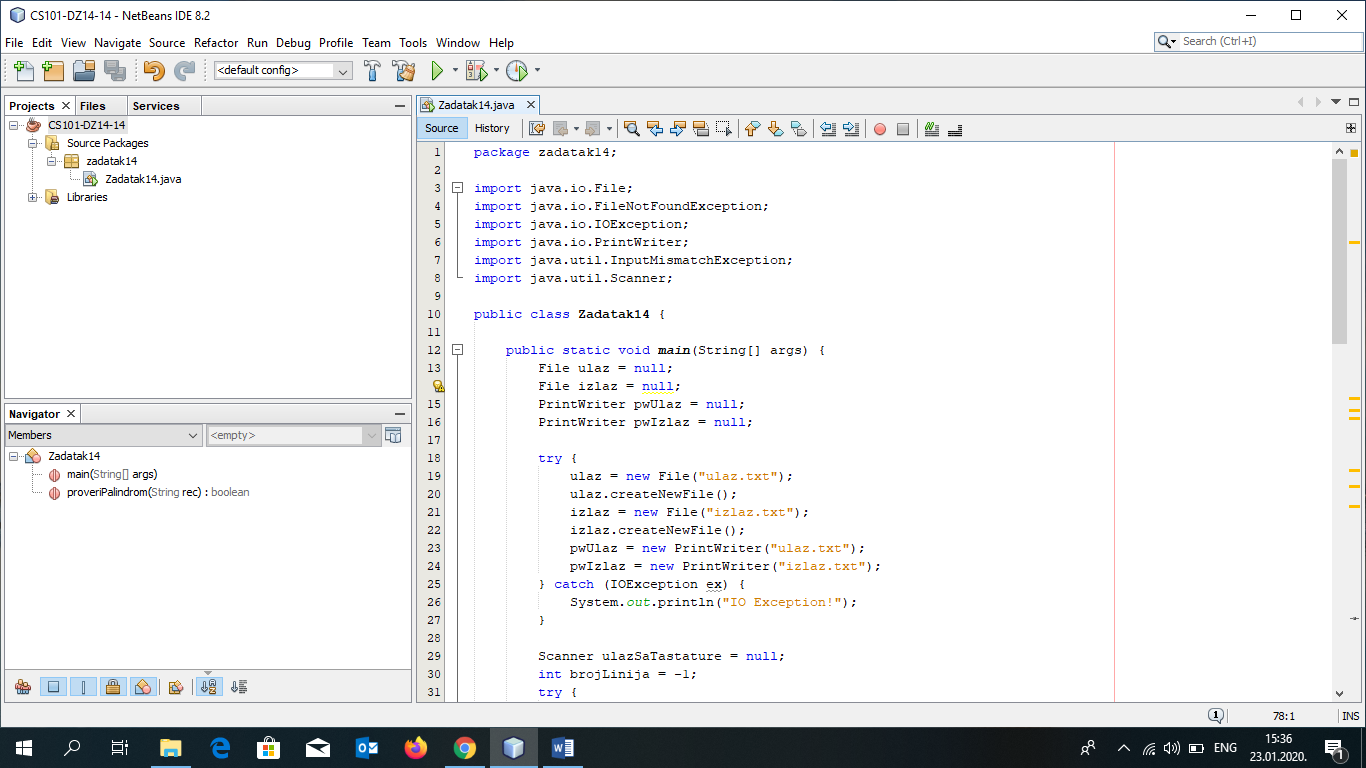 CS101-DZ14-14 - NetBeans IDE 8.2
File Edit View Navigate Source Refactor Run Debug Profile Team Tools Window Help
Search (Ctrl+I)
<default config>
Projects Files Services
CS101-DZ14-14
Source Packages
zadatak14
Zadatak14.java
Libraries
Navigator
Members
<empty>
Zadatak14
main(String[] args)
proveriPalindrom(String rec) : boolean
Zadatak14.java
Source History
1 package zadatak14;
2
3 import java.io.File;
4 import java.io.FileNotFoundException;
5 import java.io.IOException;
6 import java.io.PrintWriter;
7 import java.util.InputMismatchException;
8 import java.util.Scanner;
9
10 public class Zadatak14 {
11
12 public static void main(String[] args) {
13 File ulaz = null;
File izlaz = null;
15 PrintWriter pwUlaz = null;
16 PrintWriter pwIzlaz = null;
17
18 try {
19 ulaz = new File("ulaz.txt");
20 ulaz.createNewFile();
21 izlaz = new File("izlaz.txt");
22 izlaz.createNewFile();
23 pwUlaz = new PrintWriter("ulaz.txt");
24 pwIzlaz = new PrintWriter("izlaz.txt");
25 } catch (IOException ex) {
26 System.out.println("IO Exception!");
27 }
28
29 Scanner ulazSaTastature = null;
30 int brojLinija = -1;
31 try {
1 78:1 INS
ENG
15:36
23.01.2020.
1